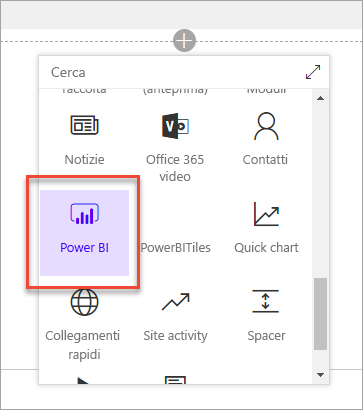 Cerca
raccolta (anteprima) Moduli
Notizie Office 365 Contatti
video
Power BI PowerBITiles Quick chart
Collegamenti Site activity Spacer
rapidi